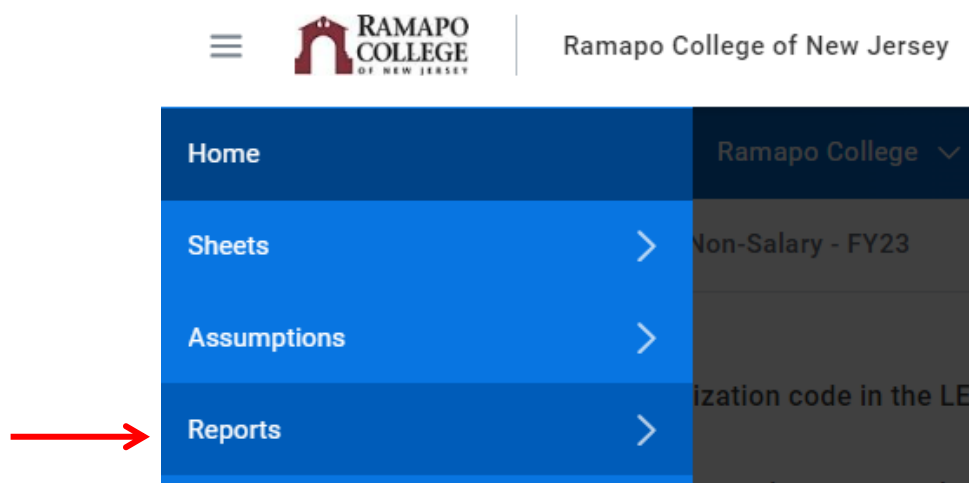 RAMAPO
COLLEGE
OF NEW JERSEY
Ramapo College of New Jersey
Home
Ramapo College
Sheets
Non-Salary - FY23
Assumptions
ization code in the LE
Reports